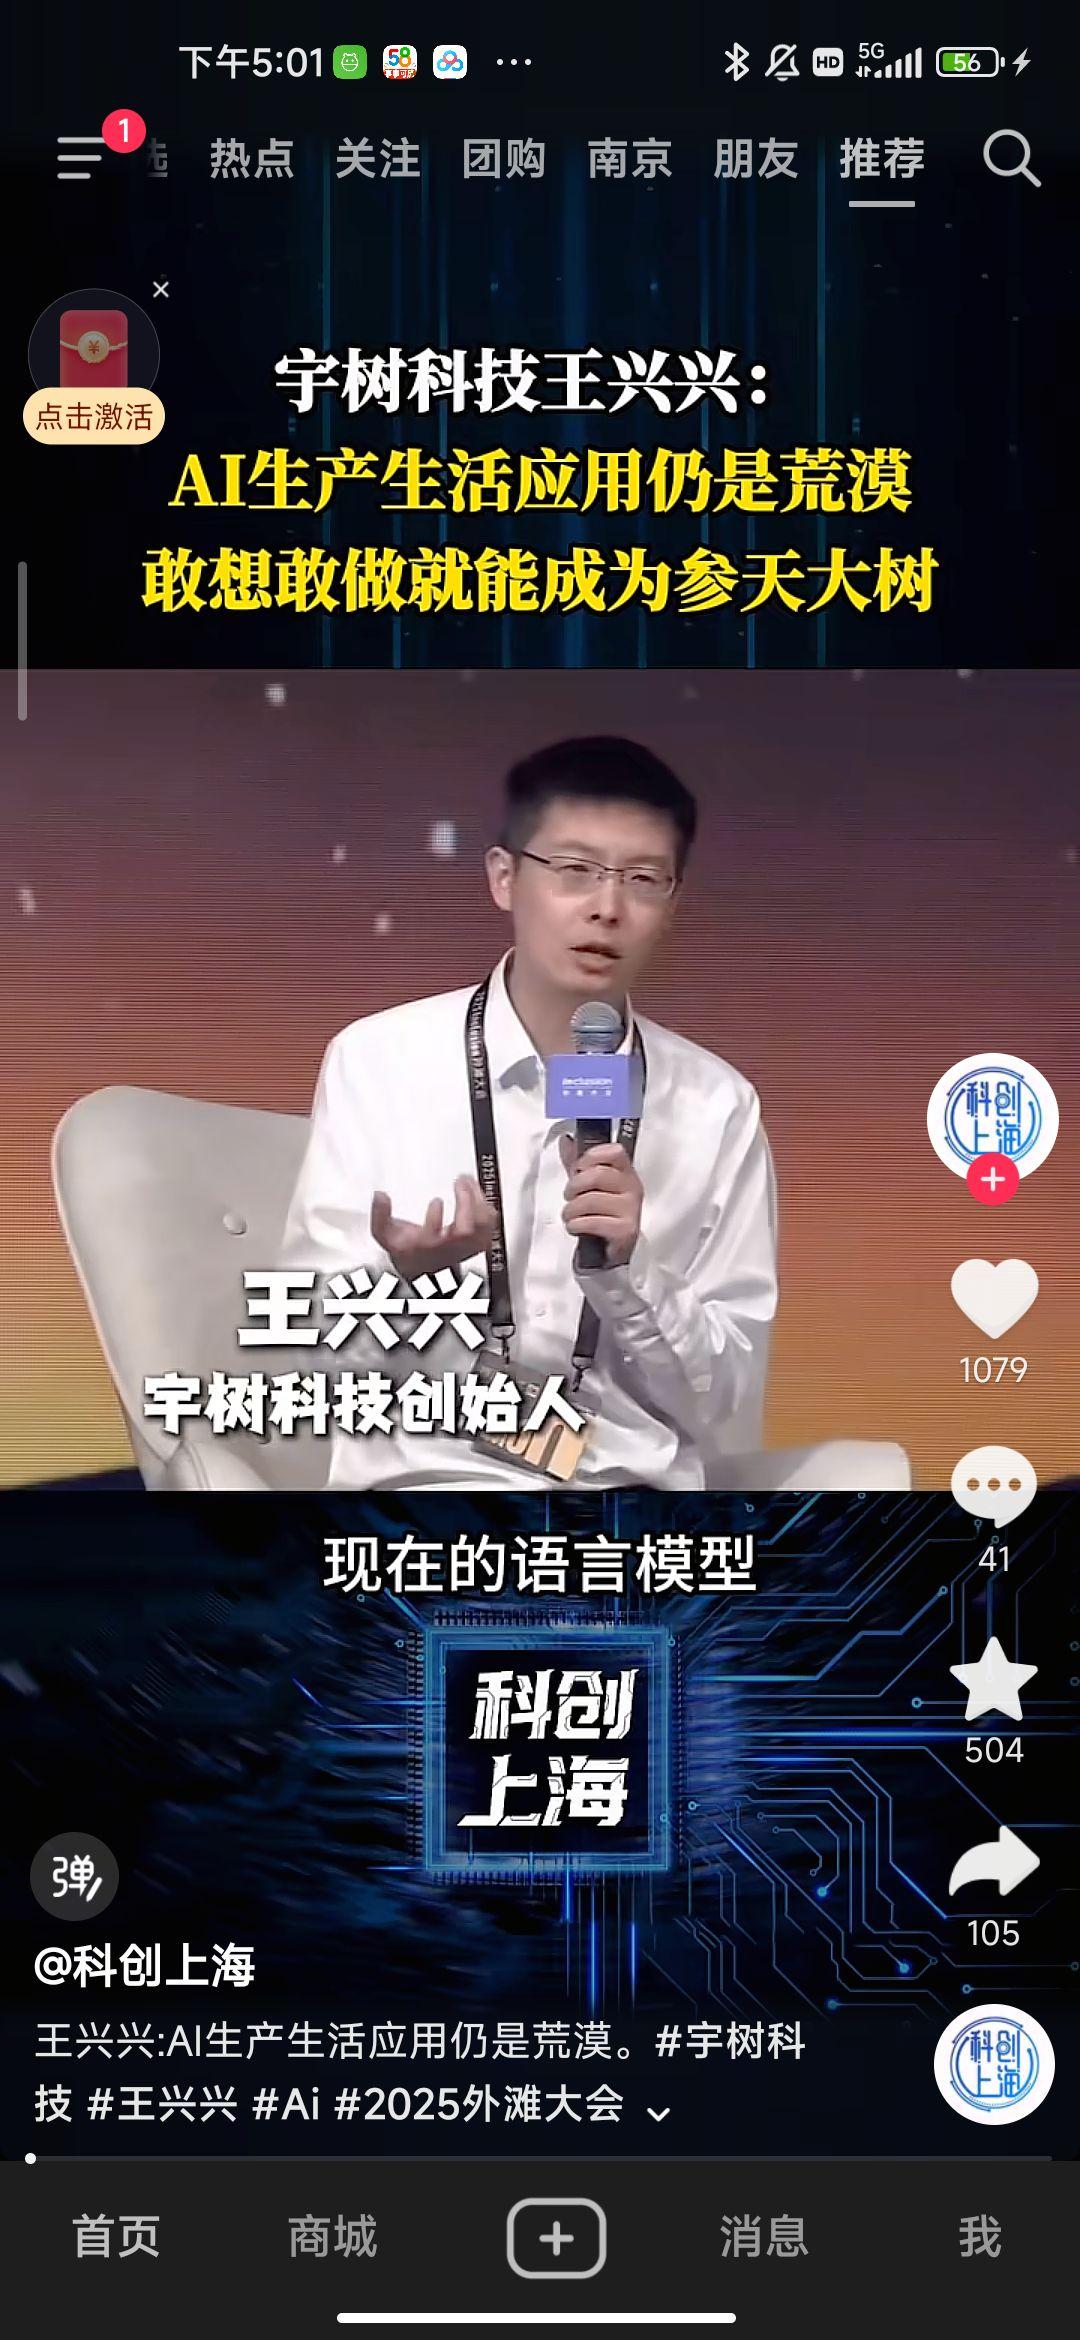 下午5:01
58
HD
5G
56
1
热点 关注 团购 南京 朋友 推荐
点击激活
宇树科技王兴兴：
AI生产生活应用仍是荒漠
敢想敢做就能成为参天大树
王兴兴
宇树科技创始人
现在的语言模型
科创
上海
科创
上海
1079
41
504
105
弹
@科创上海
王兴兴:AI生产生活应用仍是荒漠。#宇树科
技 #王兴兴 #Ai #2025外滩大会
科创
上海
首页 商城 消息 我